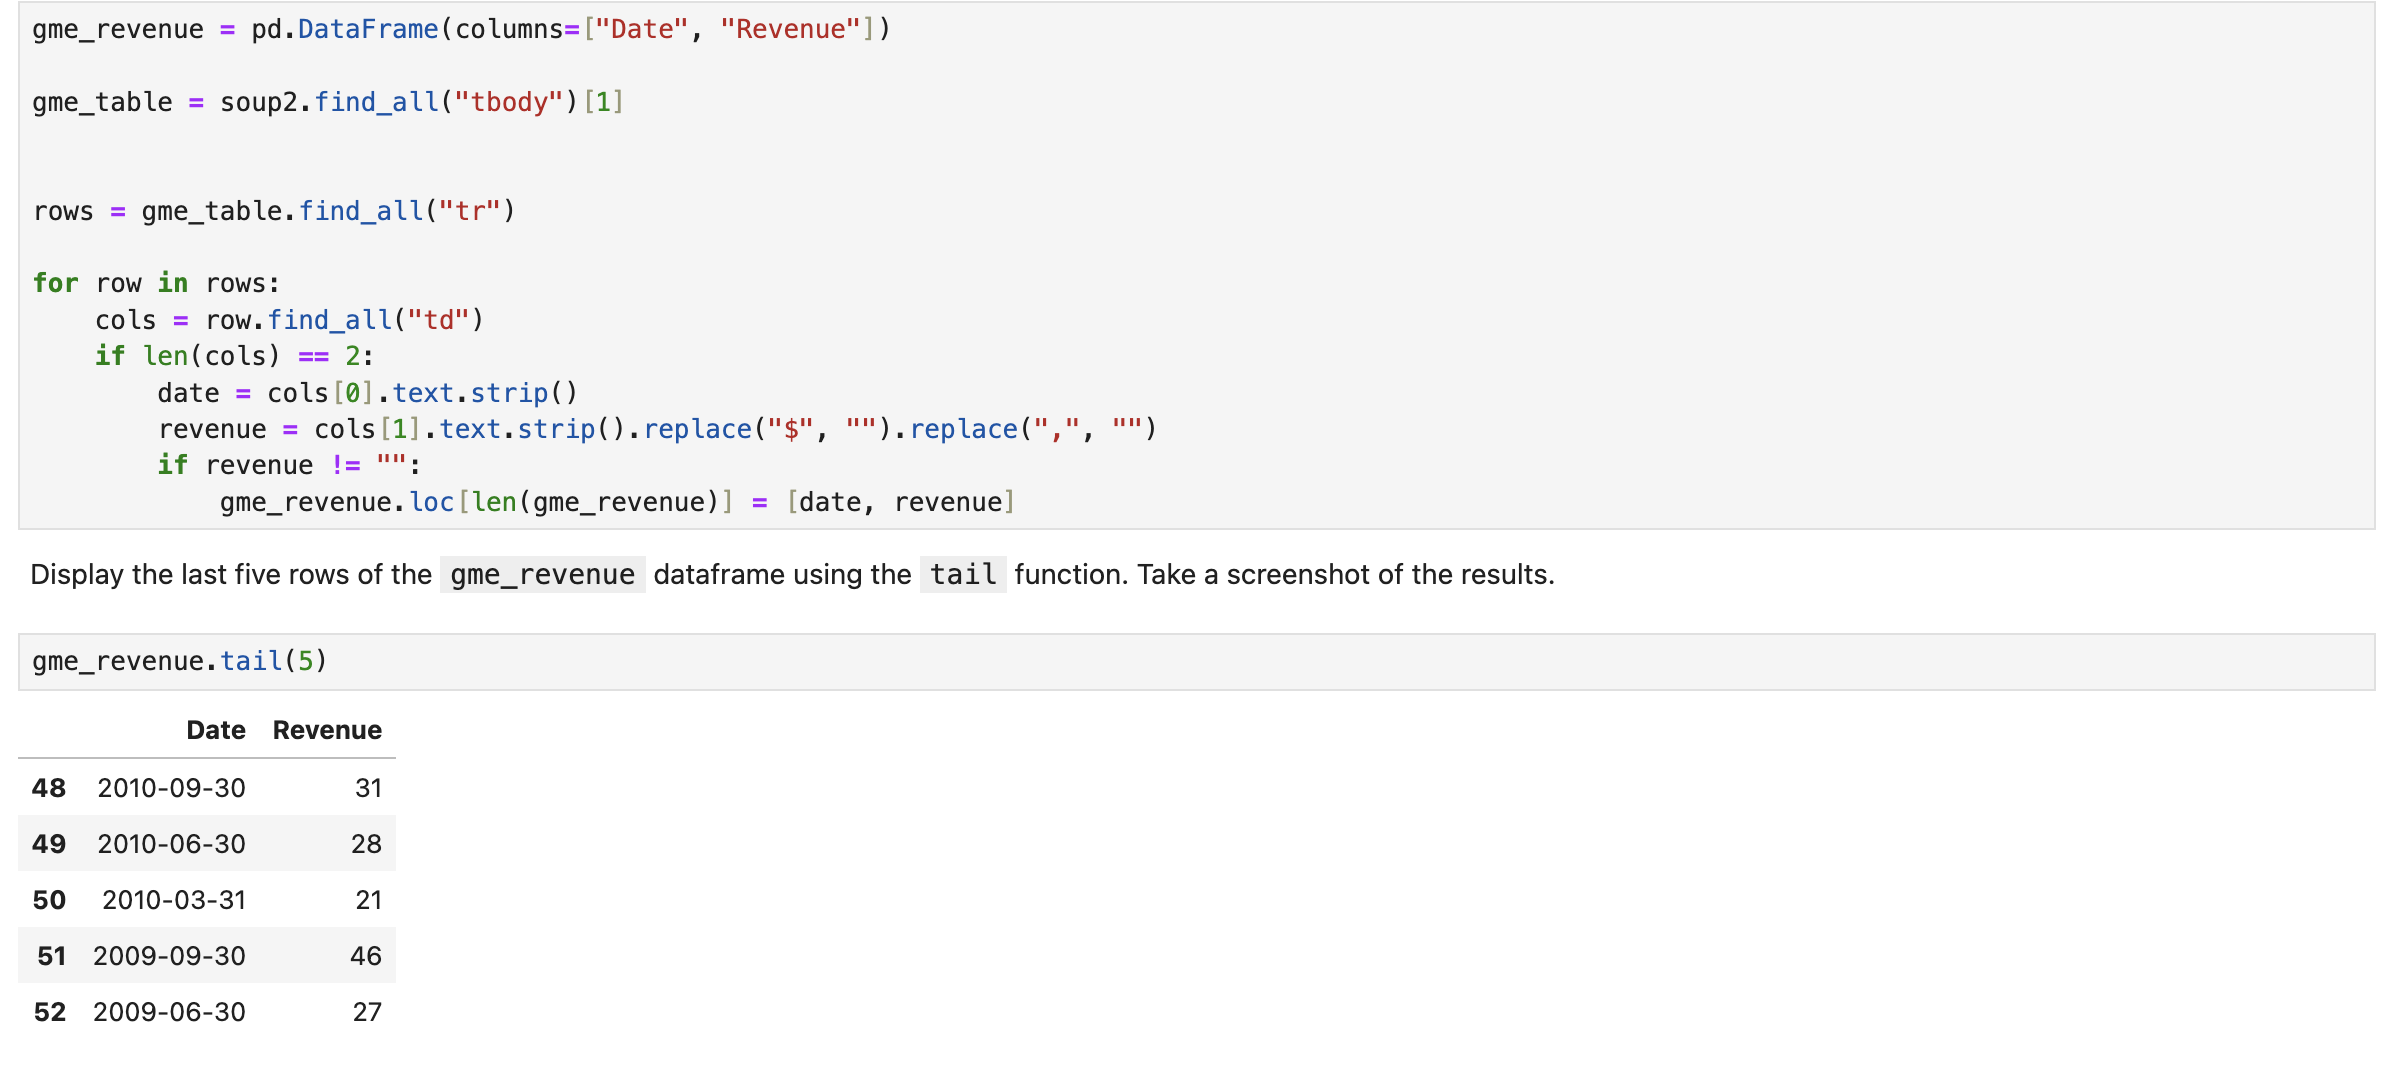 gme_revenue = pd.DataFrame(columns=["Date", "Revenue"])
gme_table = soup2.find_all("tbody")[1]
rows = gme_table.find_all("tr")
for row in rows:
    cols = row.find_all("td")
    if len(cols) == 2:
        date = cols[0].text.strip()
        revenue = cols[1].text.strip().replace("$", "").replace(",", "")
        if revenue != "":
            gme_revenue.loc[len(gme_revenue)] = [date, revenue]
Display the last five rows of the gme_revenue dataframe using the tail function. Take a screenshot of the results.
gme_revenue.tail(5)
Date Revenue
48 2010-09-30 31
49 2010-06-30 28
50 2010-03-31 21
51 2009-09-30 46
52 2009-06-30 27